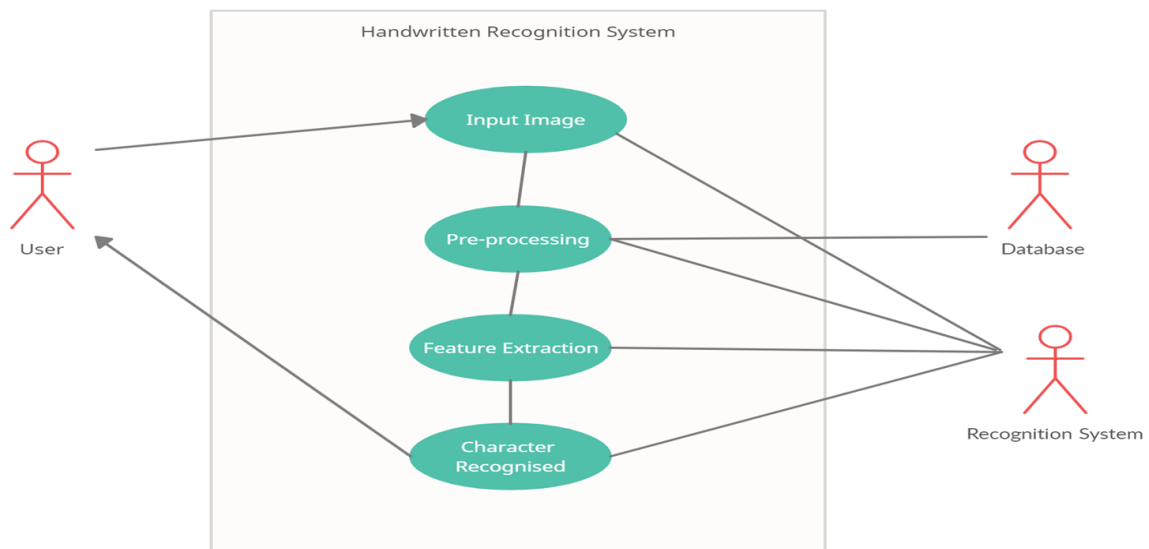 Handwritten Recognition System
Input Image
Pre-processing
User
Database
Feature Extraction
Recognition System
Character
Recognised